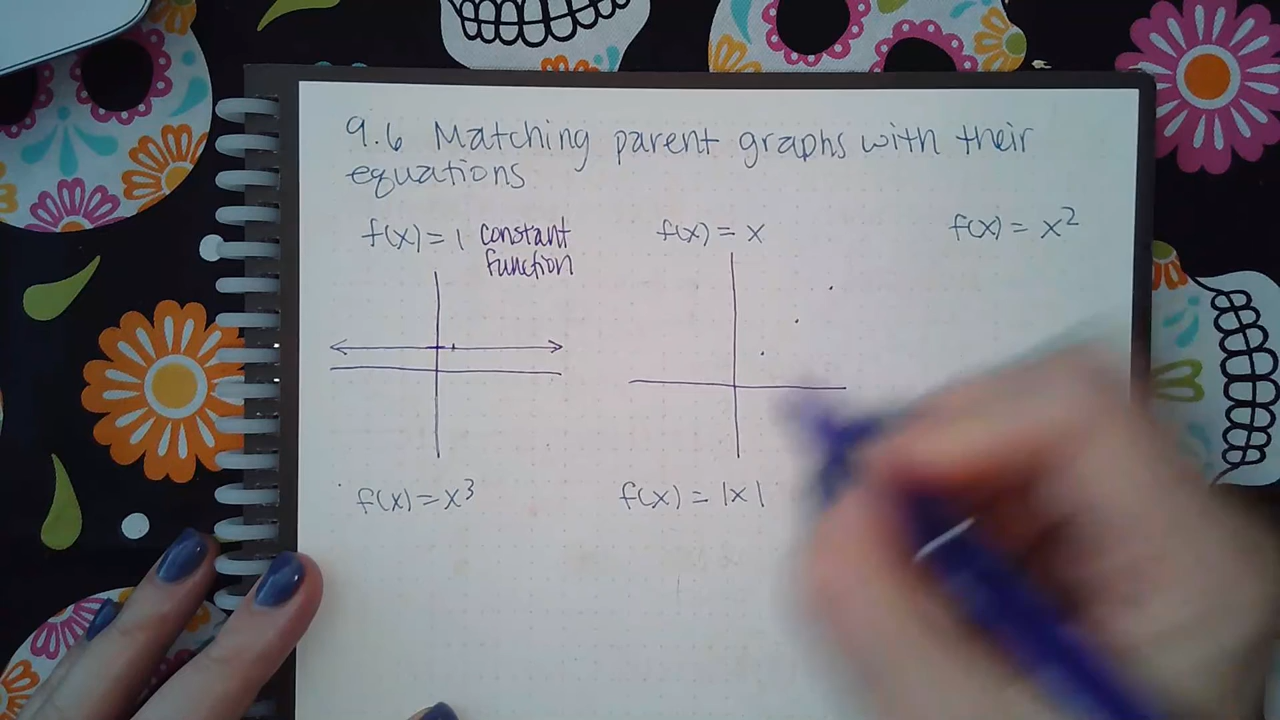 9.6 Matching parent graphs with their
equations
f(x) = 1 constant function
f(x) = x
f(x) = x²
f(x) = x³
f(x) = |x|